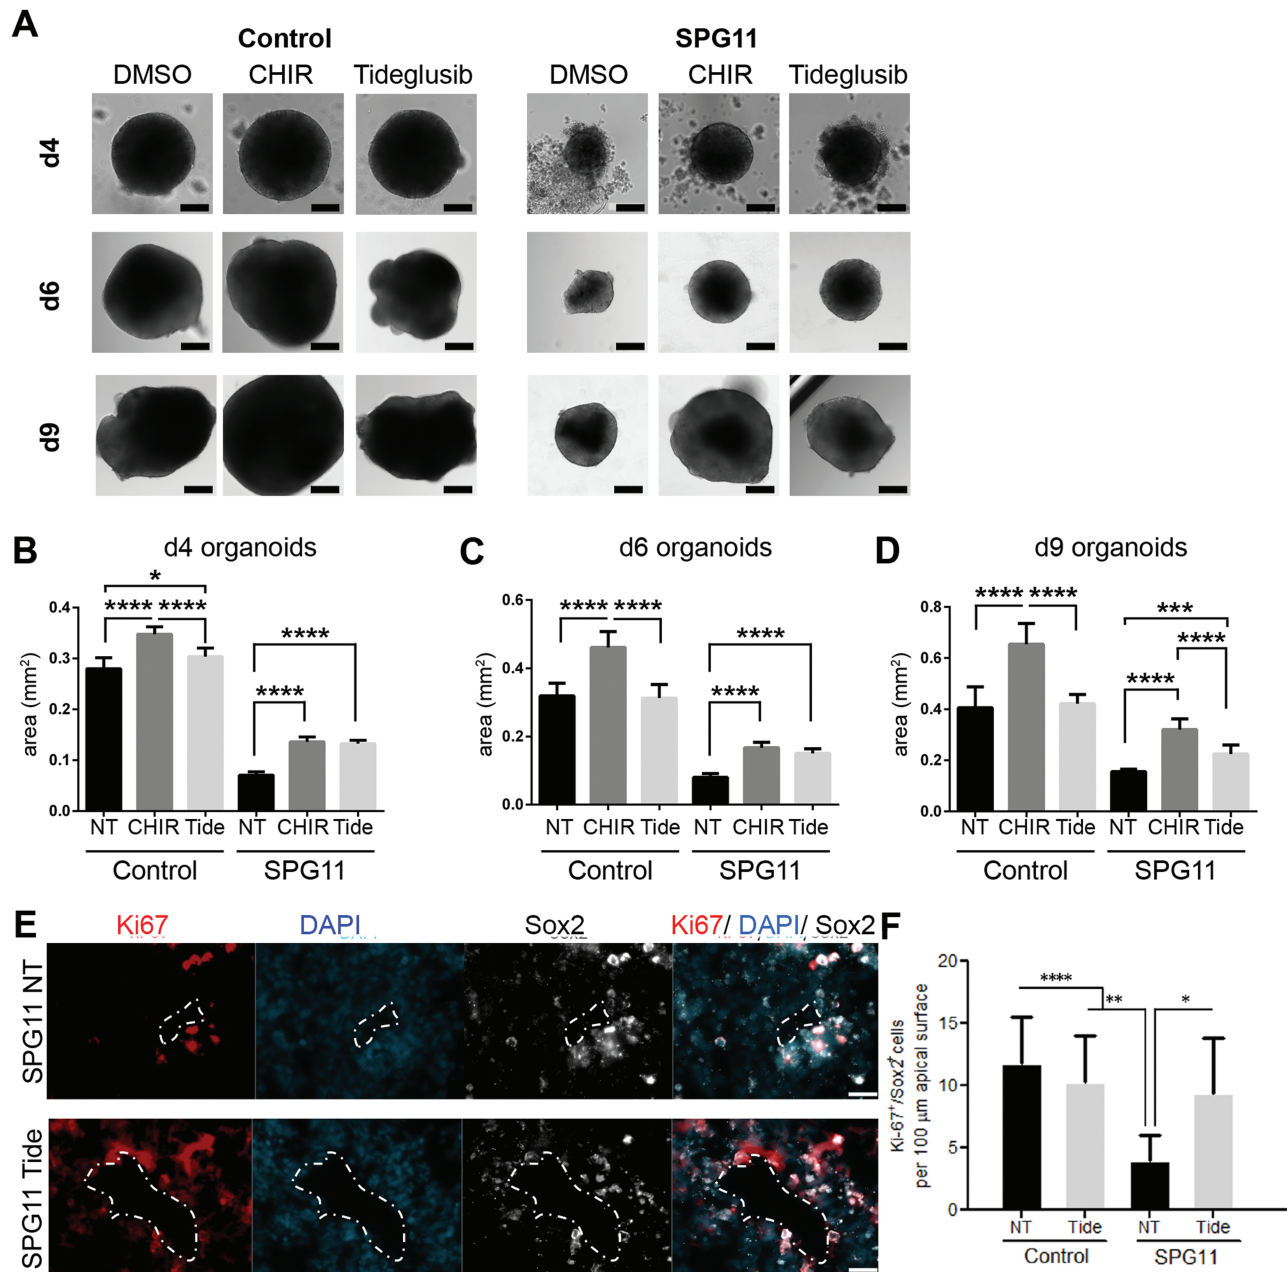 A
Control SPG11
DMSO CHIR Tideglusib DMSO CHIR Tideglusib
d4
d6
d9
B d4 organoids
area (mm²)
0.4
0.3
0.2
0.1
0.0
* **** **** **** ****
NT CHIR Tide NT CHIR Tide
Control SPG11
C d6 organoids
area (mm²)
0.6
0.4
0.2
0.0
**** **** **** ****
NT CHIR Tide NT CHIR Tide
Control SPG11
D d9 organoids
area (mm²)
0.8
0.6
0.4
0.2
0.0
**** **** *** **** ****
NT CHIR Tide NT CHIR Tide
Control SPG11
E Ki67 DAPI Sox2 Ki67/ DAPI/ Sox2
SPG11 NT
SPG11 Tide
F
Ki-67⁺/Sox2⁺cells
per 100 µm apical surface
20
15
10
5
0
**** ** *
NT Tide NT Tide
Control SPG11